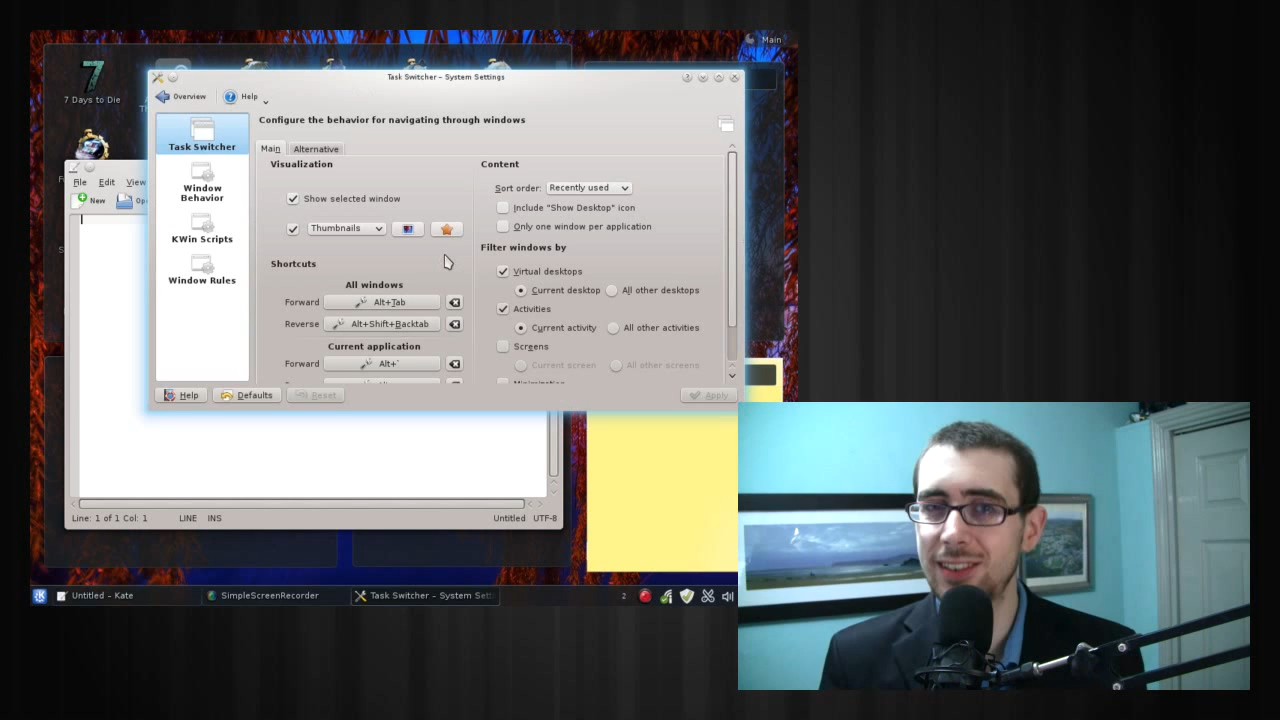 Main
7 Days to Die
Task Switcher – System Settings
Overview
Help
Configure the behavior for navigating through windows
Task Switcher
Window Behavior
KWin Scripts
Window Rules
Main
Alternative
Visualization
Show selected window
Thumbnails
Shortcuts
All windows
Forward
Alt+Tab
Reverse
Alt+Shift+Backtab
Current application
Forward
Alt+`
Content
Sort order: Recently used
Include "Show Desktop" icon
Only one window per application
Filter windows by
Virtual desktops
Current desktop
All other desktops
Activities
Current activity
All other activities
Screens
Current screen
All other screens
Minimization
Help
Defaults
Reset
Apply
File Edit View
New
Line: 1 of 1 Col: 1
LINE
INS
Untitled
UTF-8
Untitled - Kate
SimpleScreenRecorder
Task Switcher - System
2